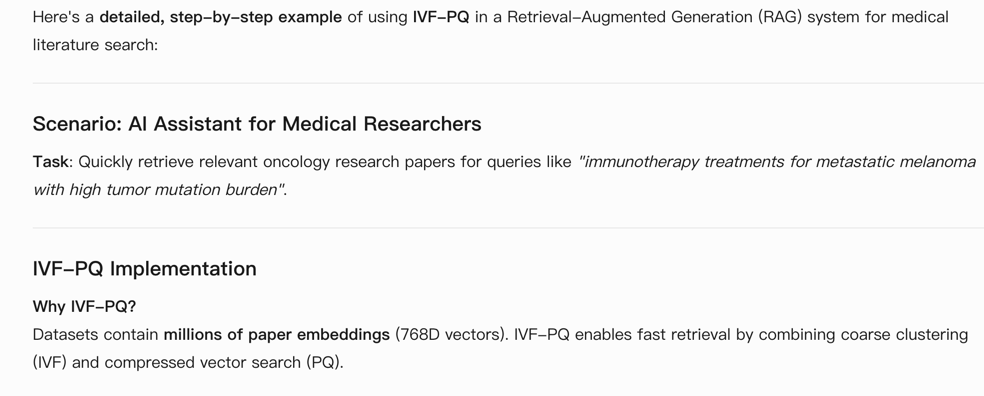 Here's a detailed, step-by-step example of using IVF-PQ in a Retrieval-Augmented Generation (RAG) system for medical
literature search:
Scenario: AI Assistant for Medical Researchers
Task: Quickly retrieve relevant oncology research papers for queries like "immunotherapy treatments for metastatic melanoma
with high tumor mutation burden".
IVF-PQ Implementation
Why IVF-PQ?
Datasets contain millions of paper embeddings (768D vectors). IVF-PQ enables fast retrieval by combining coarse clustering
(IVF) and compressed vector search (PQ).